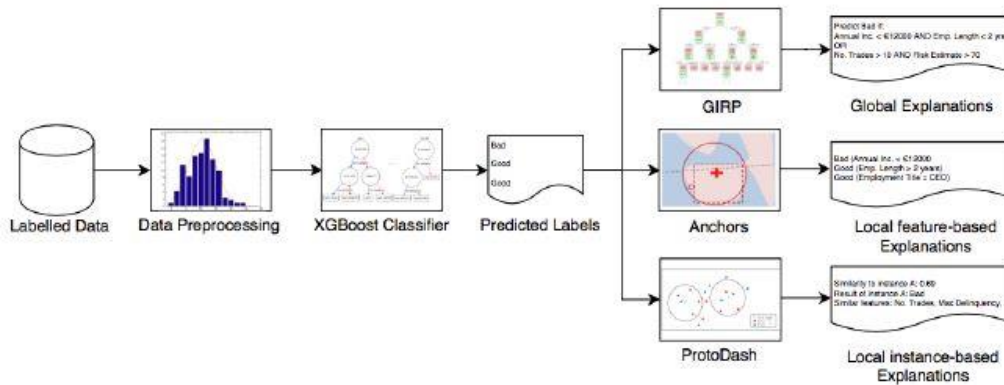 Labelled Data
Data Preprocessing
XGBoost Classifier
Bad
Good
Good
Predicted Labels
GIRP
Predict Bad if:
Annual Inc. < €12000 AND Emp. Length < 2 yea
OR
No. Trades > 10 AND Risk Estimate > 70
Global Explanations
Anchors
Bad (Annual Inc. < €12000
Good (Emp. Length > 2 years)
Good (Employment Title = CEO)
Local feature-based
Explanations
ProtoDash
Similarity to instance A: 0.69
Result of instance A: Bad
Similar features: No. Trades, Max Delinquency,
Local instance-based
Explanations